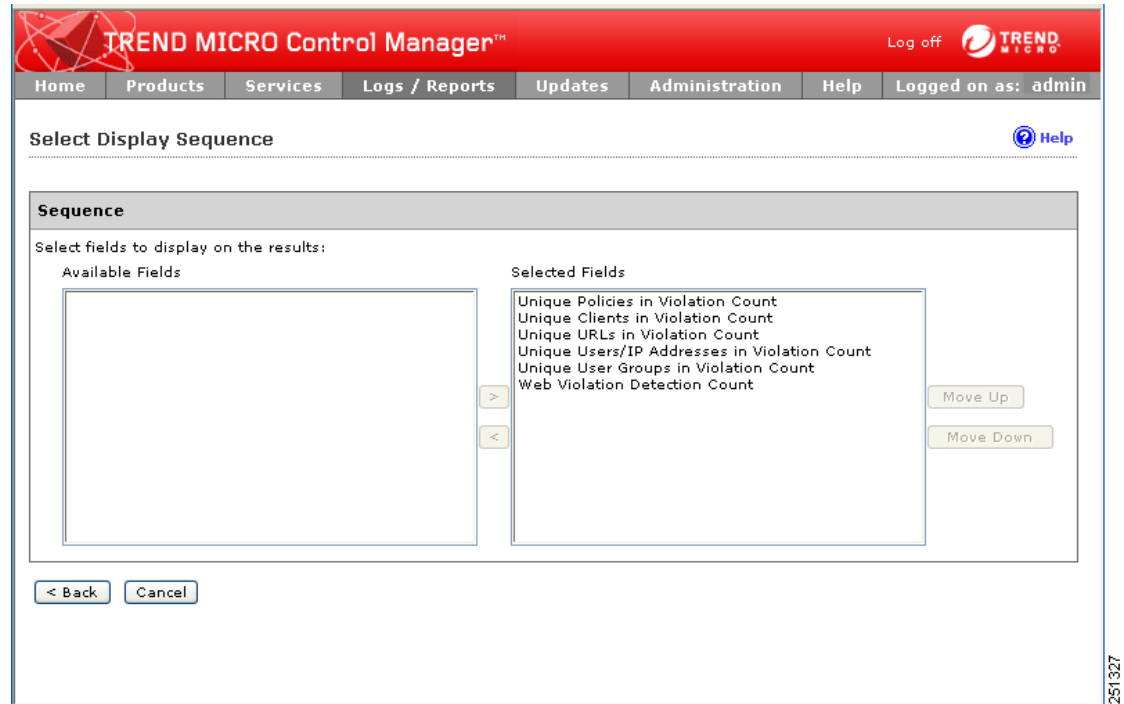 TREND MICRO Control Manager™
Log off
TREND MICRO
Home Products Services Logs / Reports Updates Administration Help Logged on as: admin
Select Display Sequence
? Help
Sequence
Select fields to display on the results:
Available Fields
Selected Fields
Unique Policies in Violation Count
Unique Clients in Violation Count
Unique URLs in Violation Count
Unique Users/IP Addresses in Violation Count
Unique User Groups in Violation Count
Web Violation Detection Count
>
<
Move Up
Move Down
< Back
Cancel
251327